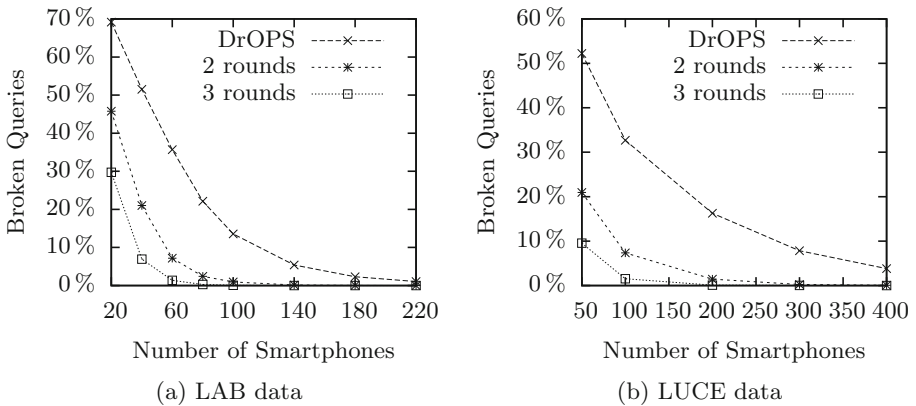 70 %
60 %
50 %
40 %
30 %
20 %
10 %
0 %
Broken Queries
DrOPS
2 rounds
3 rounds
20 60 100 140 180 220
Number of Smartphones
(a) LAB data
60 %
50 %
40 %
30 %
20 %
10 %
0 %
Broken Queries
DrOPS
2 rounds
3 rounds
50 100 150 200 250 300 350 400
Number of Smartphones
(b) LUCE data